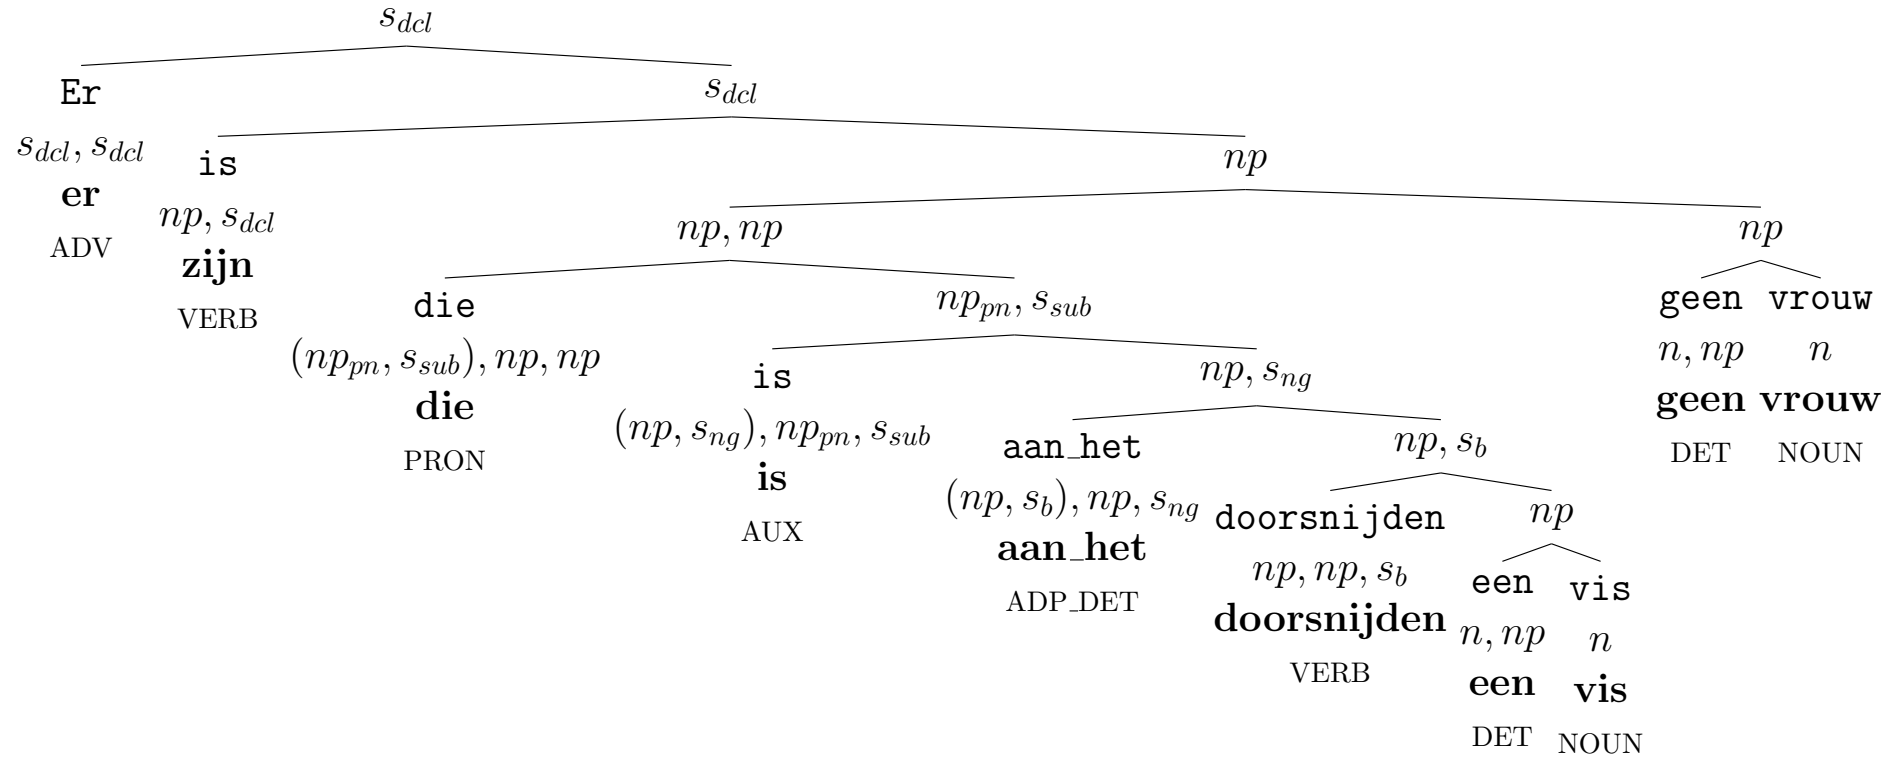 s_dcl
Er
s_dcl, s_dcl
er
ADV
s_dcl
is
np, s_dcl
zijn
VERB
np
np, np
die
(np_pn, s_sub), np, np
die
PRON
np_pn, s_sub
is
(np, s_ng), np_pn, s_sub
is
AUX
np, s_ng
aan_het
(np, s_b), np, s_ng
aan_het
ADP_DET
np, s_b
doorsnijden
np, np, s_b
doorsnijden
VERB
np
een
n, np
een
DET
vis
n
vis
NOUN
np
geen
n, np
geen
DET
vrouw
n
vrouw
NOUN